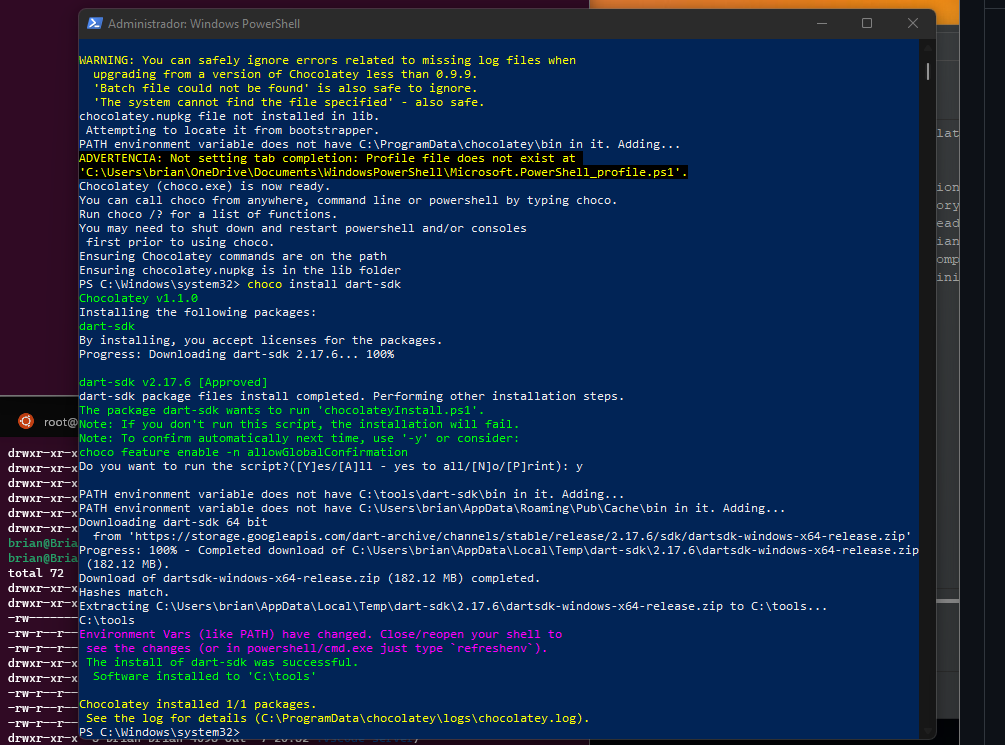 Administrador: Windows PowerShell
WARNING: You can safely ignore errors related to missing log files when
  upgrading from a version of Chocolatey less than 0.9.9.
  'Batch file could not be found' is also safe to ignore.
  'The system cannot find the file specified' - also safe.
chocolatey.nupkg file not installed in lib.
 Attempting to locate it from bootstrapper.
PATH environment variable does not have C:\ProgramData\chocolatey\bin in it. Adding...
ADVERTENCIA: Not setting tab completion: Profile file does not exist at
'C:\Users\brian\OneDrive\Documents\WindowsPowerShell\Microsoft.PowerShell_profile.ps1'.
Chocolatey (choco.exe) is now ready.
You can call choco from anywhere, command line or powershell by typing choco.
Run choco /? for a list of functions.
You may need to shut down and restart powershell and/or consoles
 first prior to using choco.
Ensuring Chocolatey commands are on the path
Ensuring chocolatey.nupkg is in the lib folder
PS C:\Windows\system32> choco install dart-sdk
Chocolatey v1.1.0
Installing the following packages:
dart-sdk
By installing, you accept licenses for the packages.
Progress: Downloading dart-sdk 2.17.6... 100%
dart-sdk v2.17.6 [Approved]
dart-sdk package files install completed. Performing other installation steps.
The package dart-sdk wants to run 'chocolateyInstall.ps1'.
Note: If you don't run this script, the installation will fail.
Note: To confirm automatically next time, use '-y' or consider:
choco feature enable -n allowGlobalConfirmation
Do you want to run the script?([Y]es/[A]ll - yes to all/[N]o/[P]rint): y
PATH environment variable does not have C:\tools\dart-sdk\bin in it. Adding...
PATH environment variable does not have C:\Users\brian\AppData\Roaming\Pub\Cache\bin in it. Adding...
Downloading dart-sdk 64 bit
  from 'https://storage.googleapis.com/dart-archive/channels/stable/release/2.17.6/sdk/dartsdk-windows-x64-release.zip'
Progress: 100% - Completed download of C:\Users\brian\AppData\Local\Temp\dart-sdk\2.17.6\dartsdk-windows-x64-release.zip
 (182.12 MB).
Download of dartsdk-windows-x64-release.zip (182.12 MB) completed.
Hashes match.
Extracting C:\Users\brian\AppData\Local\Temp\dart-sdk\2.17.6\dartsdk-windows-x64-release.zip to C:\tools...
C:\tools
Environment Vars (like PATH) have changed. Close/reopen your shell to
 see the changes (or in powershell/cmd.exe just type `refreshenv`).
 The install of dart-sdk was successful.
  Software installed to 'C:\tools'
Chocolatey installed 1/1 packages.
 See the log for details (C:\ProgramData\chocolatey\logs\chocolatey.log).
PS C:\Windows\system32>
root@
drwxr-xr-x
drwxr-xr-x
drwxr-xr-x
drwxr-xr-x
drwxr-xr-x
drwxr-xr-x
brian@Bria
brian@Bria
total 72
drwxr-xr-x
drwxr-xr-x
-rw-------
-rw-r--r--
-rw-r--r--
drwxr-xr-x
drwxr-xr-x
-rw-r--r--
-rw-r--r--
-rw-r--r--
drwxr-xr-x
lat
ion
ory
ead
ian
omp
ini